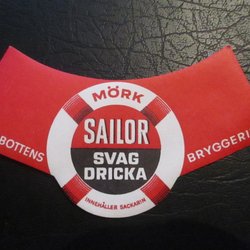 MÖRK
SAILOR
SVAG
DRICKA
INNEHÅLLER SACKARIN
BOTTENS
BRYGGERI